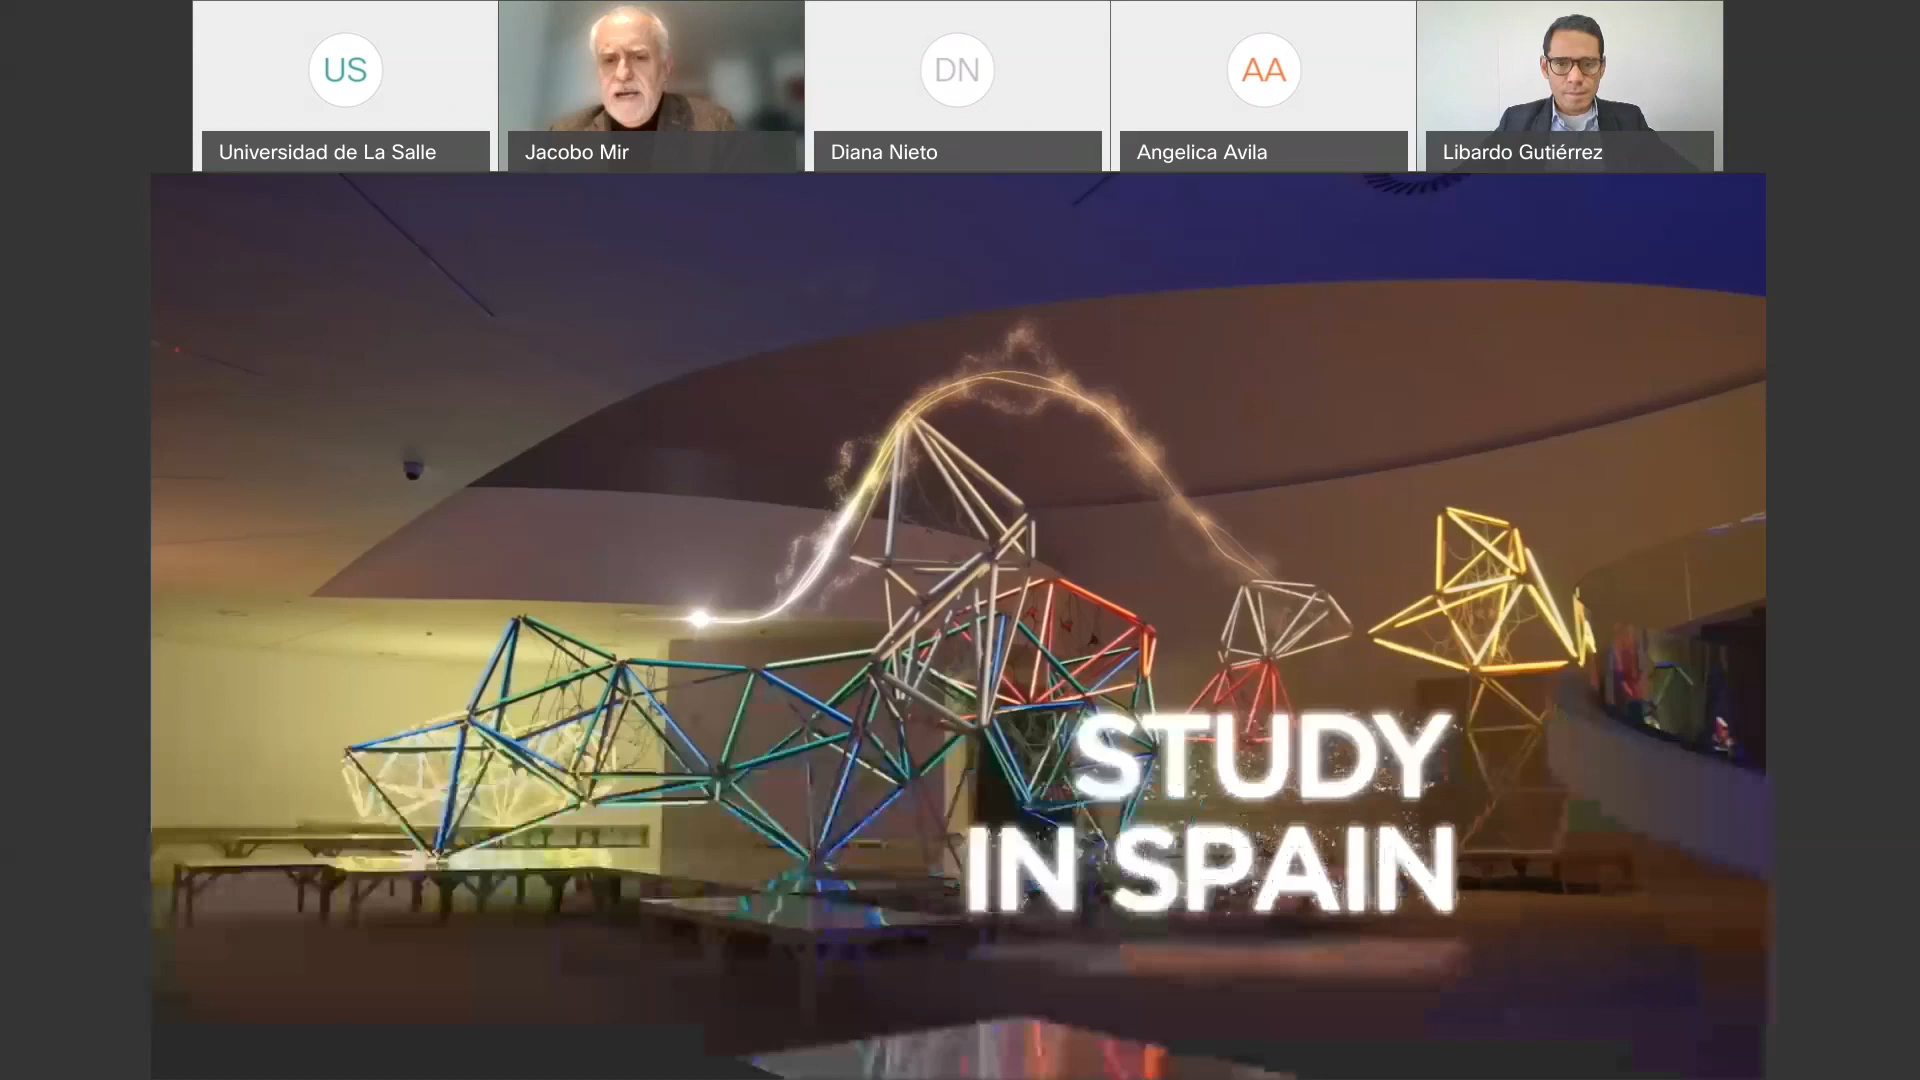 US
Universidad de La Salle
Jacobo Mir
DN
Diana Nieto
AA
Angelica Avila
Libardo Gutiérrez
STUDY
IN SPAIN